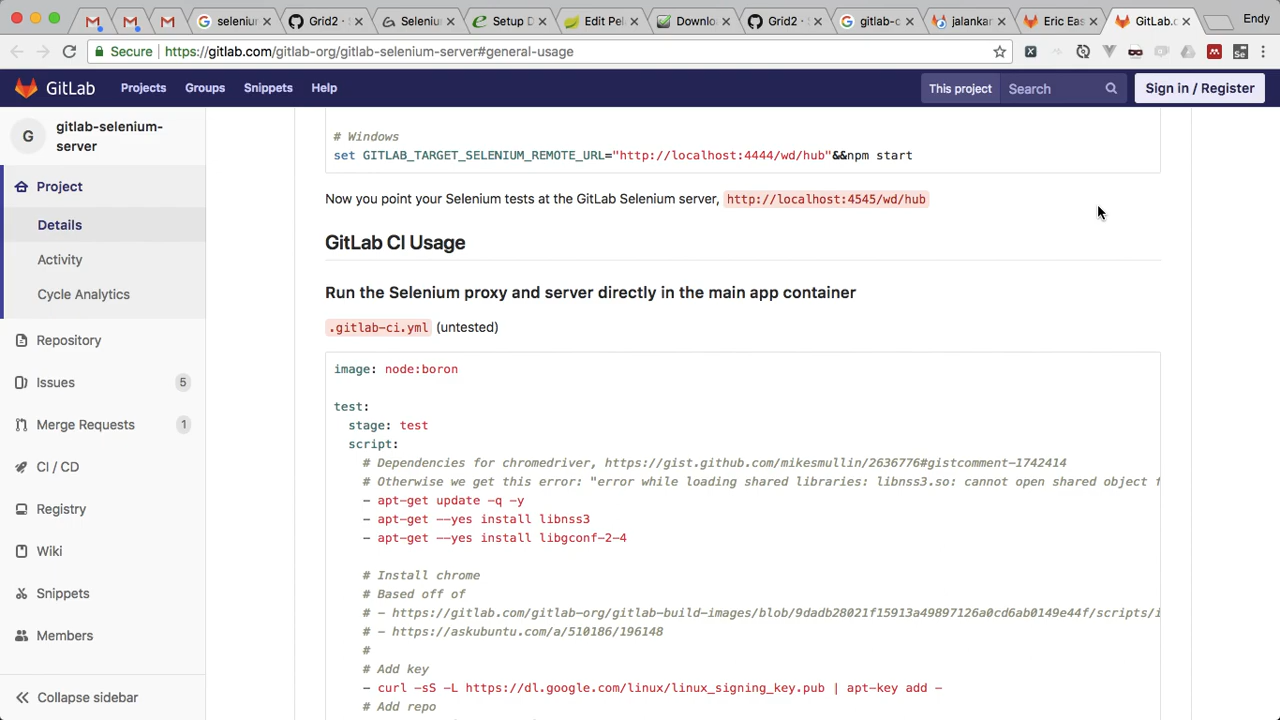 seleniu
Grid2 -
Seleniu
Setup D
Edit Pel
Downlo
Grid2 -
gitlab-
jalankar
Eric Eas
GitLab.c
Endy
Secure https://gitlab.com/gitlab-org/gitlab-selenium-server#general-usage
GitLab Projects Groups Snippets Help This project Search Sign in / Register
G gitlab-selenium-server
Project
Details
Activity
Cycle Analytics
Repository
Issues 5
Merge Requests 1
CI / CD
Registry
Wiki
Snippets
Members
Collapse sidebar
# Windows
set GITLAB_TARGET_SELENIUM_REMOTE_URL="http://localhost:4444/wd/hub"&&npm start
Now you point your Selenium tests at the GitLab Selenium server, http://localhost:4545/wd/hub
GitLab CI Usage
Run the Selenium proxy and server directly in the main app container
.gitlab-ci.yml (untested)
image: node:boron
test:
stage: test
script:
# Dependencies for chromedriver, https://gist.github.com/mikesmullin/2636776#gistcomment-1742414
# Otherwise we get this error: "error while loading shared libraries: libnss3.so: cannot open shared object f
- apt-get update -q -y
- apt-get --yes install libnss3
- apt-get --yes install libgconf-2-4
# Install chrome
# Based off of
# - https://gitlab.com/gitlab-org/gitlab-build-images/blob/9dadb28021f15913a49897126a0cd6ab0149e44f/scripts/i
# - https://askubuntu.com/a/510186/196148
#
# Add key
- curl -sS -L https://dl.google.com/linux/linux_signing_key.pub | apt-key add -
# Add repo